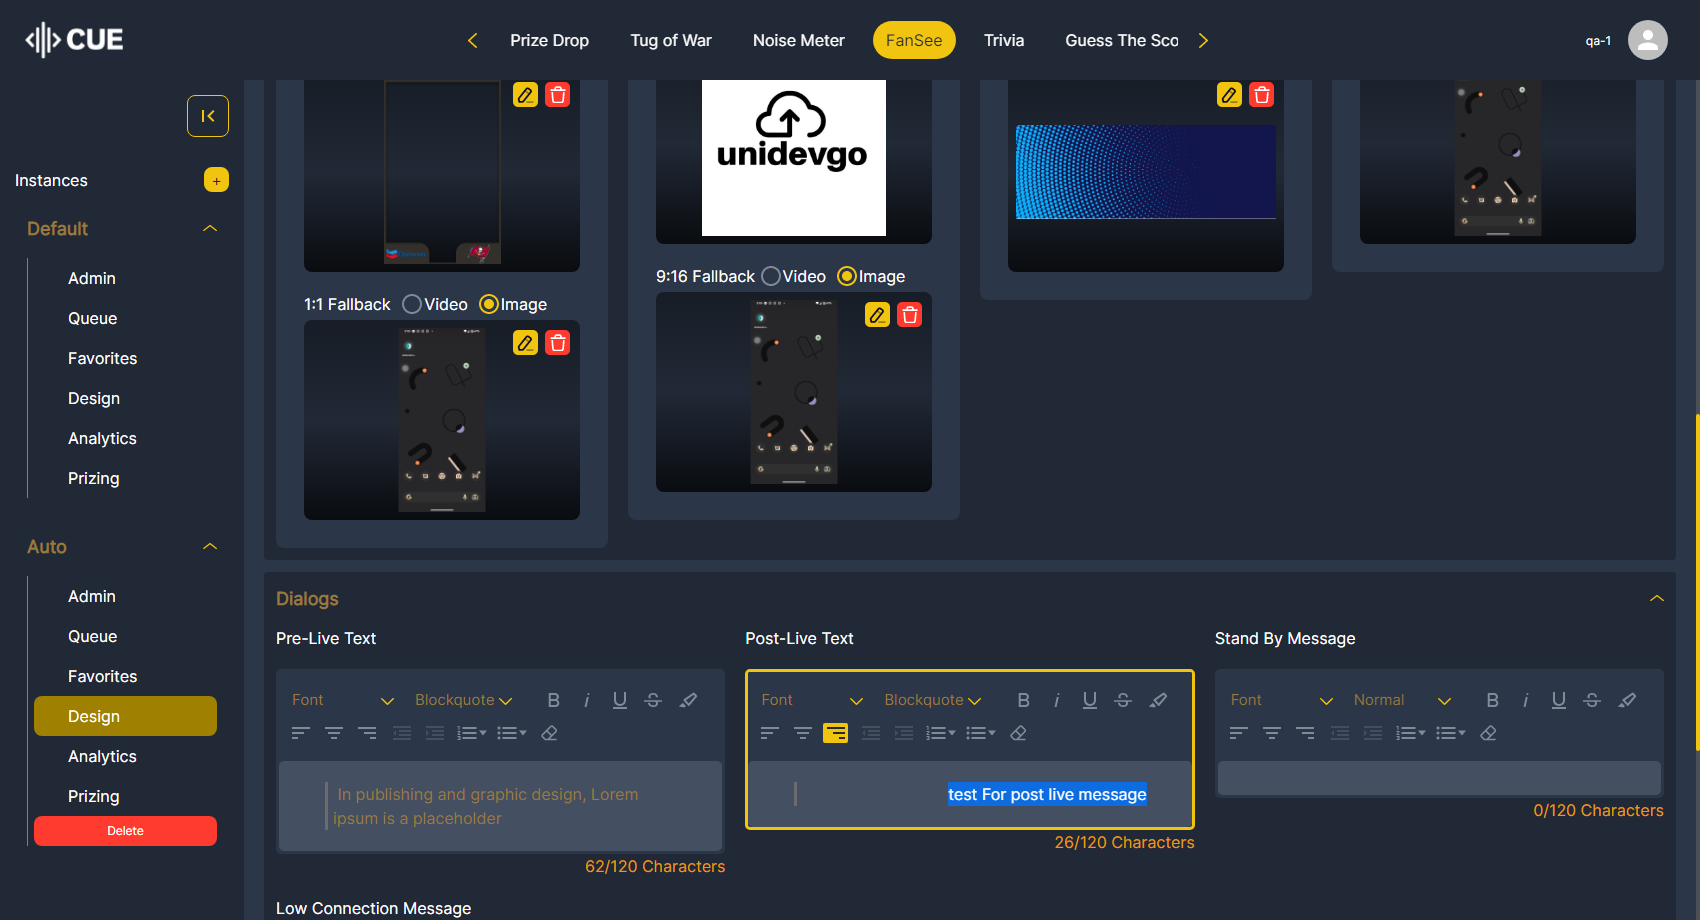 CUE
Prize Drop
Tug of War
Noise Meter
FanSee
Trivia
Guess The Sco
qa-1
Instances
+
Default
Admin
Queue
Favorites
Design
Analytics
Prizing
Auto
Admin
Queue
Favorites
Design
Analytics
Prizing
Delete
unidevgo
1:1 Fallback Video Image
9:16 Fallback Video Image
Dialogs
Pre-Live Text
Font Blockquote B i U S
In publishing and graphic design, Lorem
ipsum is a placeholder
62/120 Characters
Post-Live Text
Font Blockquote B i U S
test For post live message
26/120 Characters
Stand By Message
Font Normal B i U S
0/120 Characters
Low Connection Message